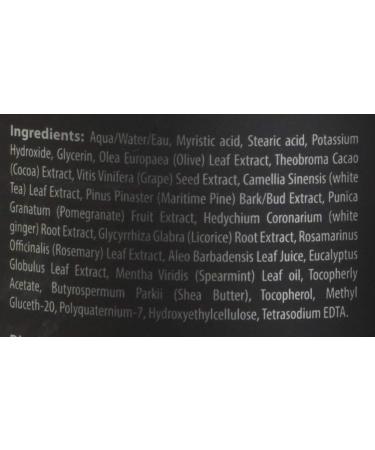 Ingredients: Aqua/Water/Eau, Myristic acid, Stearic acid, Potassium
Hydroxide, Glycerin, Olea Europaea (Olive) Leaf Extract, Theobroma Cacao
(Cocoa) Extract, Vitis Vinifera (Grape) Seed Extract, Camellia Sinensis (white
Tea) Leaf Extract, Pinus Pinaster (Maritime Pine) Bark/Bud Extract, Punica
Granatum (Pomegranate) Fruit Extract, Hedychium Coronarium (white
ginger) Root Extract, Glycyrrhiza Glabra (Licorice) Root Extract, Rosamarinus
Officinalis (Rosemary) Leaf Extract, Aleo Barbadensis Leaf Juice, Eucalyptus
Globulus Leaf Extract, Mentha Viridis (Spearmint) Leaf oil, Tocopherly
Acetate, Butyrospermum Parkii (Shea Butter), Tocopherol, Methyl
Gluceth-20, Polyquaternium-7, Hydroxyethylcellulose, Tetrasodium EDTA.